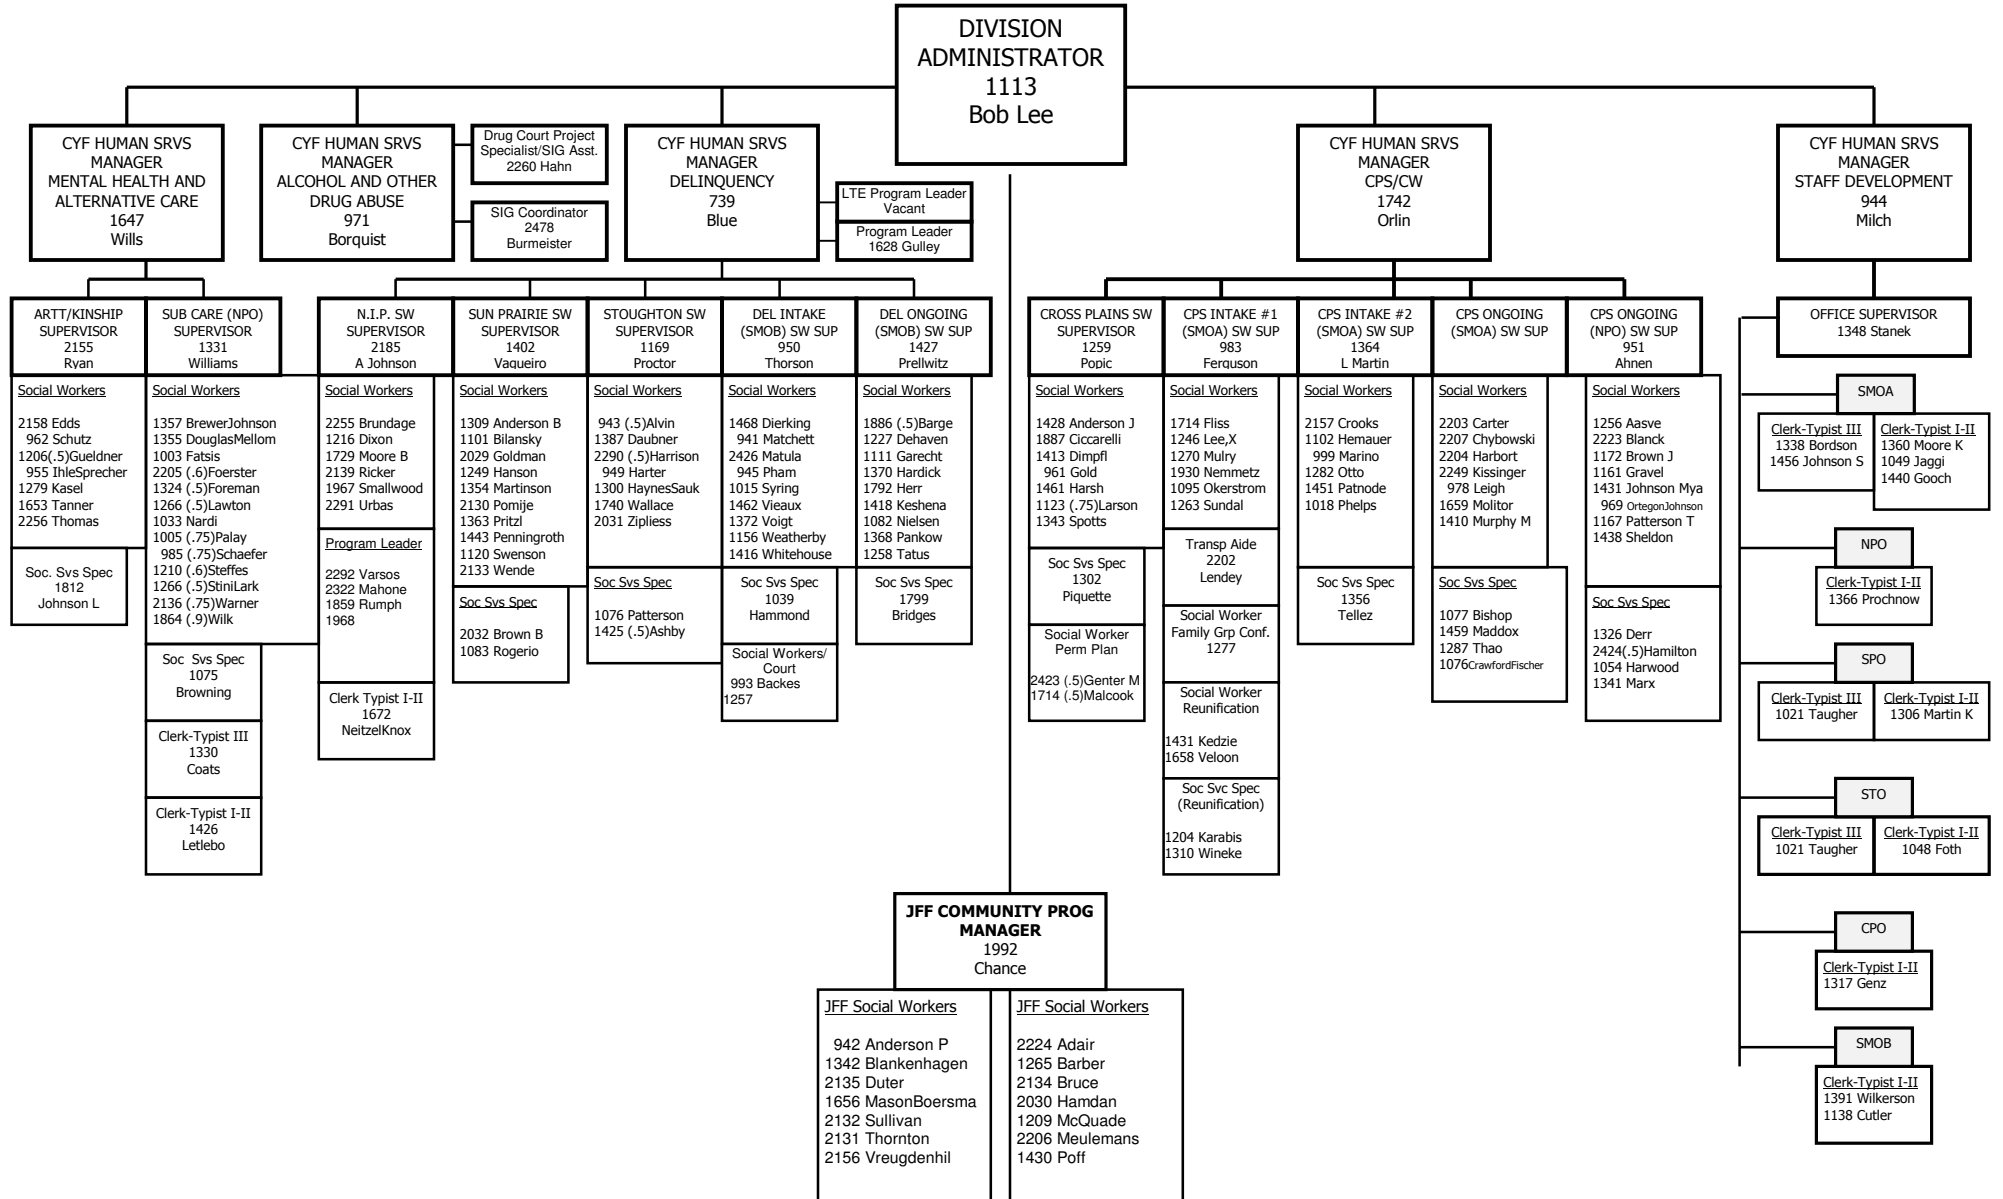 DIVISION
ADMINISTRATOR
1113
Bob Lee
CYF HUMAN SRVS
MANAGER
MENTAL HEALTH AND
ALTERNATIVE CARE
1647
Wills
CYF HUMAN SRVS
MANAGER
ALCOHOL AND OTHER
DRUG ABUSE
971
Borquist
Drug Court Project
Specialist/SIG Asst.
2260 Hahn
SIG Coordinator
2478
Burmeister
CYF HUMAN SRVS
MANAGER
DELINQUENCY
739
Blue
LTE Program Leader
Vacant
Program Leader
1628 Gulley
CYF HUMAN SRVS
MANAGER
CPS/CW
1742
Orlin
CYF HUMAN SRVS
MANAGER
STAFF DEVELOPMENT
944
Milch
ARTT/KINSHIP
SUPERVISOR
2155
Ryan
Social Workers
2158 Edds
962 Schutz
1206(.5)Gueldner
955 IhleSprecher
1279 Kasel
1653 Tanner
2256 Thomas
Soc. Svs Spec
1812
Johnson L
SUB CARE (NPO)
SUPERVISOR
1331
Williams
Social Workers
1357 BrewerJohnson
1355 DouglasMellom
1003 Fatsis
2205 (.6)Foerster
1324 (.5)Foreman
1266 (.5)Lawton
1033 Nardi
1005 (.75)Palay
985 (.75)Schaefer
1210 (.6)Steffes
1266 (.5)StiniLark
2136 (.75)Warner
1864 (.9)Wilk
Soc Svs Spec
1075
Browning
Clerk-Typist III
1330
Coats
Clerk-Typist I-II
1426
Letlebo
N.I.P. SW
SUPERVISOR
2185
A Johnson
Social Workers
2255 Brundage
1216 Dixon
1729 Moore B
2139 Ricker
1967 Smallwood
2291 Urbas
Program Leader
2292 Varsos
2322 Mahone
1859 Rumph
1968
Clerk Typist I-II
1672
NeitzelKnox
SUN PRAIRIE SW
SUPERVISOR
1402
Vaqueiro
Social Workers
1309 Anderson B
1101 Bilansky
2029 Goldman
1249 Hanson
1354 Martinson
2130 Pomije
1363 Pritzl
1443 Penningroth
1120 Swenson
2133 Wende
Soc Svs Spec
2032 Brown B
1083 Rogerio
STOUGHTON SW
SUPERVISOR
1169
Proctor
Social Workers
943 (.5)Alvin
1387 Daubner
2290 (.5)Harrison
949 Harter
1300 HaynesSauk
1740 Wallace
2031 Zipliess
Soc Svs Spec
1076 Patterson
1425 (.5)Ashby
DEL INTAKE
(SMOB) SW SUP
950
Thorson
Social Workers
1468 Dierking
941 Matchett
2426 Matula
945 Pham
1015 Syring
1462 Vieaux
1372 Voigt
1156 Weatherby
1416 Whitehouse
Soc Svs Spec
1039
Hammond
Social Workers/
Court
993 Backes
1257
DEL ONGOING
(SMOB) SW SUP
1427
Prellwitz
Social Workers
1886 (.5)Barge
1227 Dehaven
1111 Garecht
1370 Hardick
1792 Herr
1418 Keshena
1082 Nielsen
1368 Pankow
1258 Tatus
Soc Svs Spec
1799
Bridges
CROSS PLAINS SW
SUPERVISOR
1259
Popic
Social Workers
1428 Anderson J
1887 Ciccarelli
1413 Dimpfl
961 Gold
1461 Harsh
1123 (.75)Larson
1343 Spotts
Soc Svs Spec
1302
Piquette
Social Worker
Perm Plan
2423 (.5)Genter M
1714 (.5)Malcook
CPS INTAKE #1
(SMOA) SW SUP
983
Ferguson
Social Workers
1714 Fliss
1246 Lee,X
1270 Mulry
1930 Nemmetz
1095 Okerstrom
1263 Sundal
Transp Aide
2202
Lendey
Social Worker
Family Grp Conf.
1277
Social Worker
Reunification
1431 Kedzie
1658 Veloon
Soc Svc Spec
(Reunification)
1204 Karabis
1310 Wineke
CPS INTAKE #2
(SMOA) SW SUP
1364
L Martin
Social Workers
2157 Crooks
1102 Hemauer
999 Marino
1282 Otto
1451 Patnode
1018 Phelps
Soc Svs Spec
1356
Tellez
CPS ONGOING
(SMOA) SW SUP
Social Workers
2203 Carter
2207 Chybowski
2204 Harbort
2249 Kissinger
978 Leigh
1659 Molitor
1410 Murphy M
Soc Svs Spec
1077 Bishop
1459 Maddox
1287 Thao
1076CrawfordFischer
CPS ONGOING
(NPO) SW SUP
951
Ahnen
Social Workers
1256 Aasve
2223 Blanck
1172 Brown J
1161 Gravel
1431 Johnson Mya
969 OrtegonJohnson
1167 Patterson T
1438 Sheldon
Soc Svs Spec
1326 Derr
2424(.5)Hamilton
1054 Harwood
1341 Marx
OFFICE SUPERVISOR
1348 Stanek
SMOA
Clerk-Typist III
1338 Bordson
1456 Johnson S
Clerk-Typist I-II
1360 Moore K
1049 Jaggi
1440 Gooch
NPO
Clerk-Typist I-II
1366 Prochnow
SPO
Clerk-Typist III
1021 Taugher
Clerk-Typist I-II
1306 Martin K
STO
Clerk-Typist III
1021 Taugher
Clerk-Typist I-II
1048 Foth
CPO
Clerk-Typist I-II
1317 Genz
SMOB
Clerk-Typist I-II
1391 Wilkerson
1138 Cutler
JFF COMMUNITY PROG
MANAGER
1992
Chance
JFF Social Workers
942 Anderson P
1342 Blankenhagen
2135 Duter
1656 MasonBoersma
2132 Sullivan
2131 Thornton
2156 Vreugdenhil
JFF Social Workers
2224 Adair
1265 Barber
2134 Bruce
2030 Hamdan
1209 McQuade
2206 Meulemans
1430 Poff